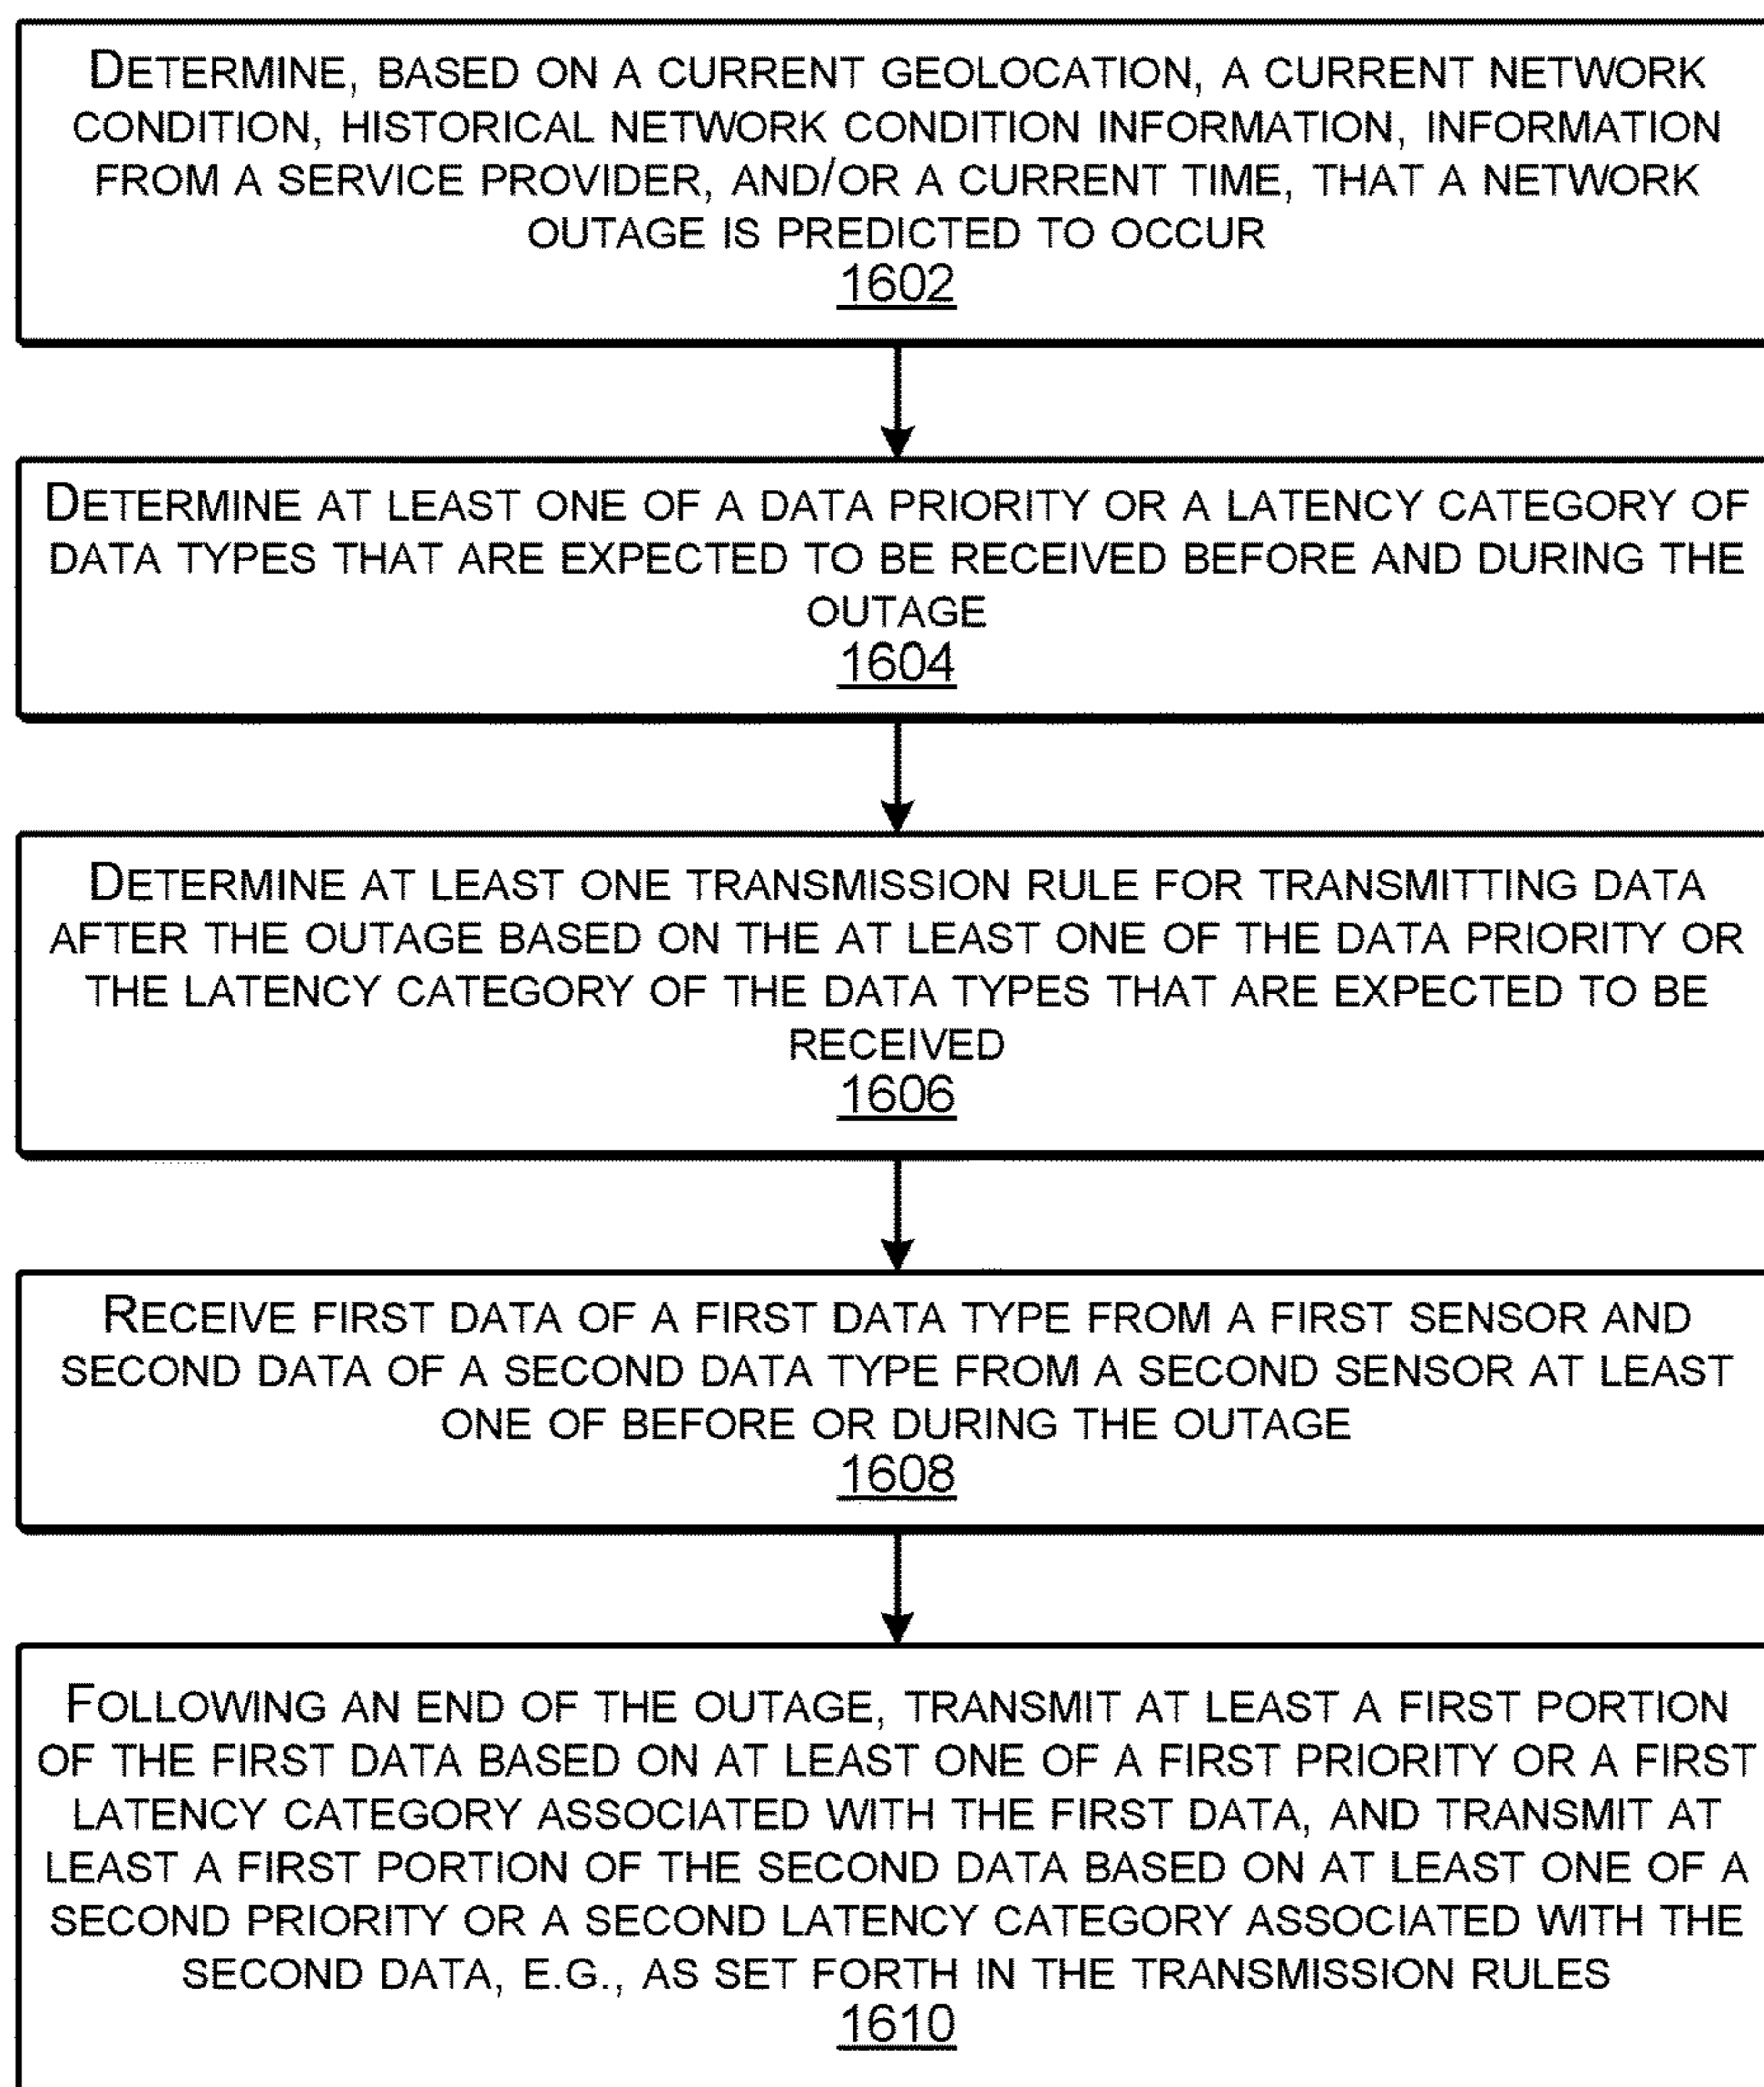 DETERMINE, BASED ON A CURRENT GEOLOCATION, A CURRENT NETWORK
CONDITION, HISTORICAL NETWORK CONDITION INFORMATION, INFORMATION
FROM A SERVICE PROVIDER, AND/OR A CURRENT TIME, THAT A NETWORK
OUTAGE IS PREDICTED TO OCCUR
1602
DETERMINE AT LEAST ONE OF A DATA PRIORITY OR A LATENCY CATEGORY OF
DATA TYPES THAT ARE EXPECTED TO BE RECEIVED BEFORE AND DURING THE
OUTAGE
1604
DETERMINE AT LEAST ONE TRANSMISSION RULE FOR TRANSMITTING DATA
AFTER THE OUTAGE BASED ON THE AT LEAST ONE OF THE DATA PRIORITY OR
THE LATENCY CATEGORY OF THE DATA TYPES THAT ARE EXPECTED TO BE
RECEIVED
1606
RECEIVE FIRST DATA OF A FIRST DATA TYPE FROM A FIRST SENSOR AND
SECOND DATA OF A SECOND DATA TYPE FROM A SECOND SENSOR AT LEAST
ONE OF BEFORE OR DURING THE OUTAGE
1608
FOLLOWING AN END OF THE OUTAGE, TRANSMIT AT LEAST A FIRST PORTION
OF THE FIRST DATA BASED ON AT LEAST ONE OF A FIRST PRIORITY OR A FIRST
LATENCY CATEGORY ASSOCIATED WITH THE FIRST DATA, AND TRANSMIT AT
LEAST A FIRST PORTION OF THE SECOND DATA BASED ON AT LEAST ONE OF A
SECOND PRIORITY OR A SECOND LATENCY CATEGORY ASSOCIATED WITH THE
SECOND DATA, E.G., AS SET FORTH IN THE TRANSMISSION RULES
1610